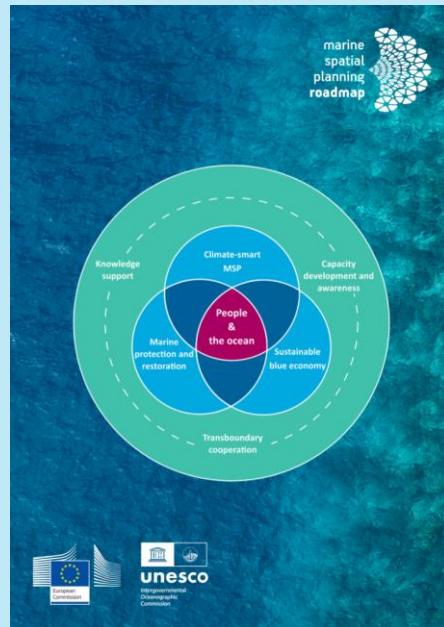 marine
spatial
planning
roadmap
Climate-smart
MSP
Knowledge
support
Capacity
development and
awareness
People
&
the ocean
Marine
protection and
restoration
Sustainable
blue economy
Transboundary
cooperation
European
Commission
unesco
Intergovernmental
Oceanographic
Commission